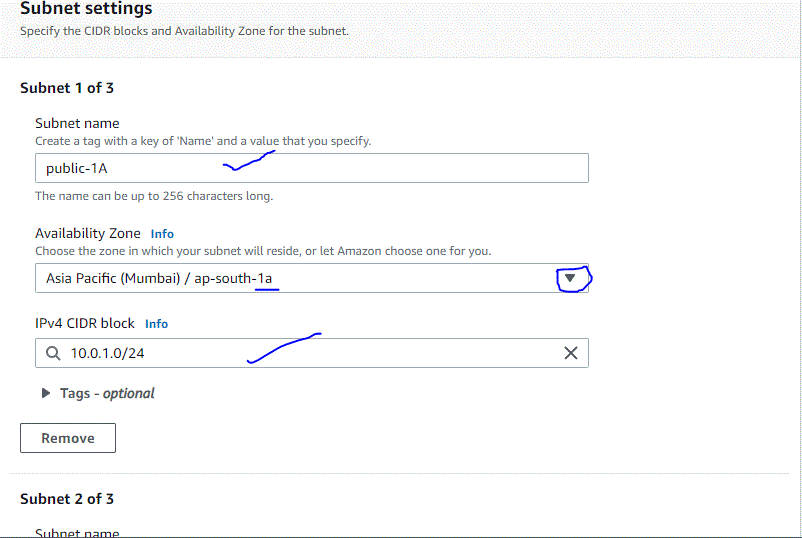 Subnet settings
Specify the CIDR blocks and Availability Zone for the subnet.
Subnet 1 of 3
Subnet name
Create a tag with a key of 'Name' and a value that you specify.
public-1A
The name can be up to 256 characters long.
Availability Zone Info
Choose the zone in which your subnet will reside, or let Amazon choose one for you.
Asia Pacific (Mumbai) / ap-south-1a
IPv4 CIDR block Info
10.0.1.0/24
Tags - optional
Remove
Subnet 2 of 3
Subnet name